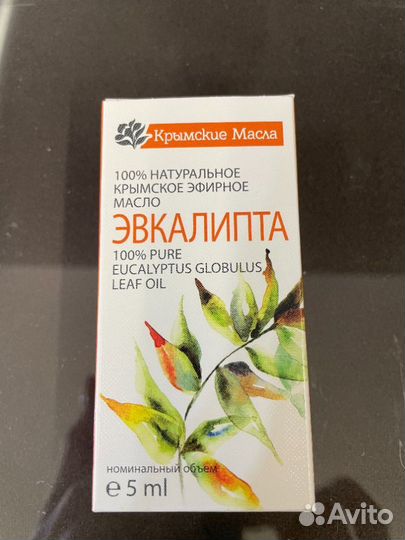 Крымские Масла
100% НАТУРАЛЬНОЕ
КРЫМСКОЕ ЭФИРНОЕ
МАСЛО
ЭВКАЛИПТА
100% PURE
EUCALYPTUS GLOBULUS
LEAF OIL
номинальный объем:
℮ 5 ml
Avito